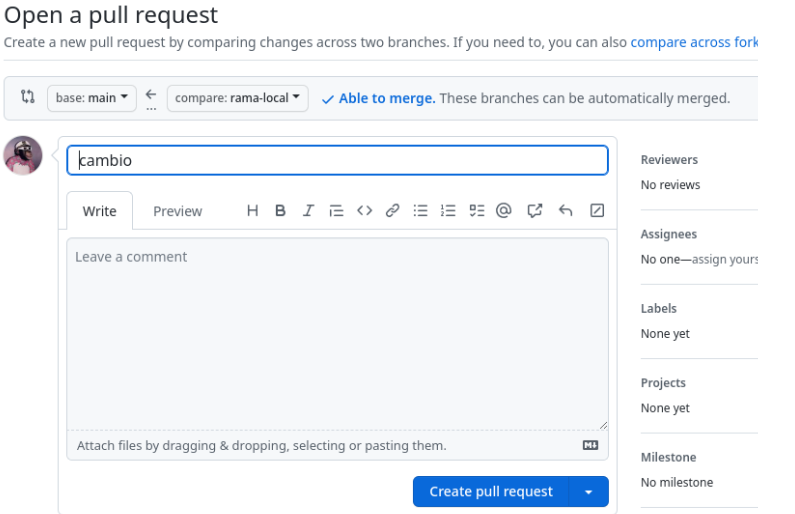 Open a pull request
Create a new pull request by comparing changes across two branches. If you need to, you can also compare across fork
base: main ← compare: rama-local ✓ Able to merge. These branches can be automatically merged.
...
cambio
Write Preview
Leave a comment
Attach files by dragging & dropping, selecting or pasting them.
Create pull request
Reviewers
No reviews
Assignees
No one—assign yours
Labels
None yet
Projects
None yet
Milestone
No milestone